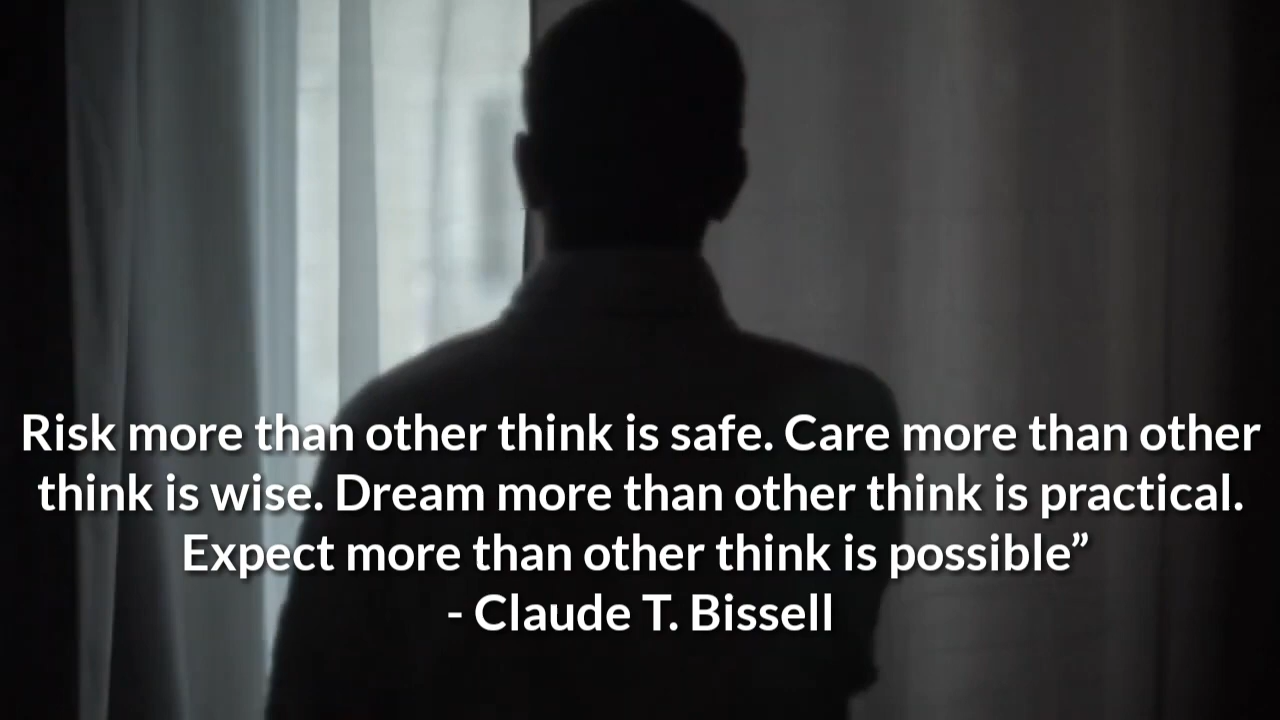 Risk more than other think is safe. Care more than other
think is wise. Dream more than other think is practical.
Expect more than other think is possible”
- Claude T. Bissell